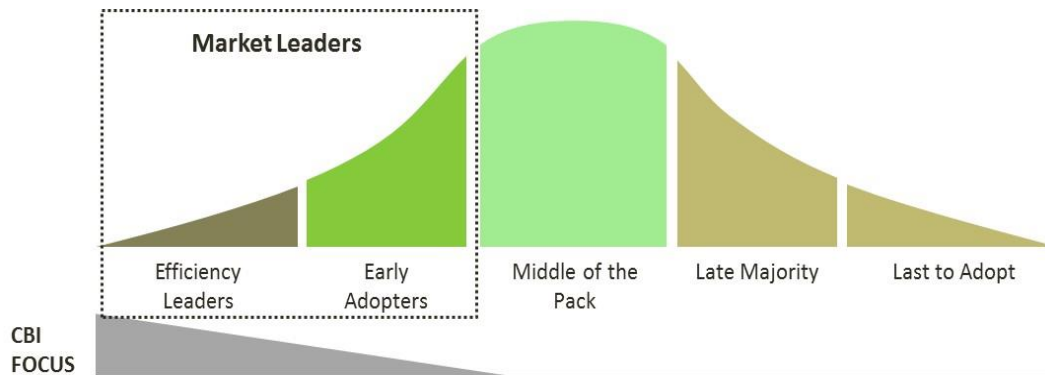 Market Leaders
Efficiency
Leaders
Early
Adopters
Middle of the
Pack
Late Majority
Last to Adopt
CBI
FOCUS